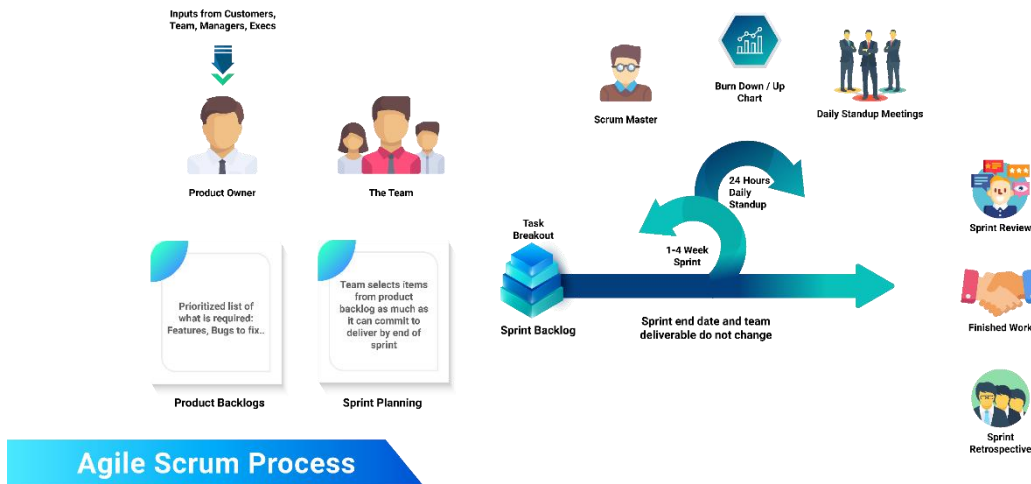 Inputs from Customers,
Team, Managers, Execs
Product Owner
The Team
Prioritized list of
what is required:
Features, Bugs to fix..
Product Backlogs
Team selects items
from product
backlog as much as
it can commit to
deliver by end of
sprint
Sprint Planning
Scrum Master
Burn Down / Up
Chart
Daily Standup Meetings
24 Hours
Daily
Standup
1-4 Week
Sprint
Task
Breakout
Sprint Backlog
Sprint end date and team
deliverable do not change
Sprint Review
Finished Work
Sprint
Retrospective
Agile Scrum Process